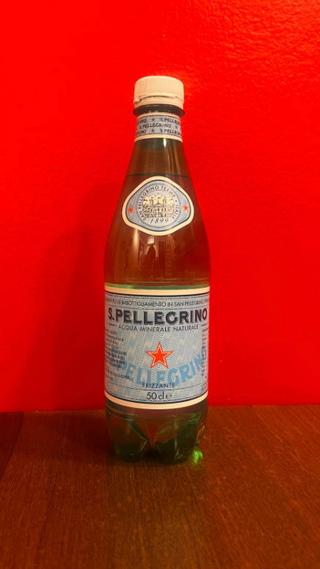 S.PELLEGRINO
PELLEGRINO TERME
1899
IMBOTTIGLIAMENTO IN SAN PELLEGRINO
S.PELLEGRINO
ACQUA MINERALE NATURALE
PELLEGRINO
FRIZZANTE
50cl e